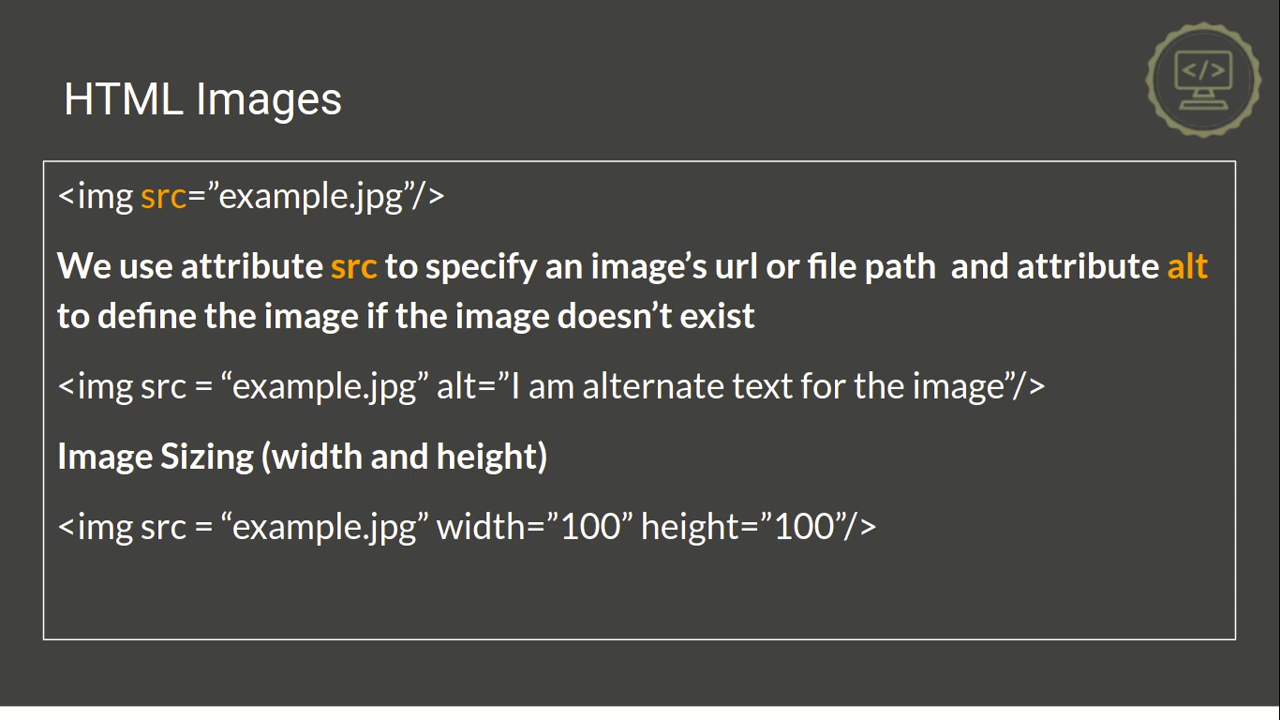 </>
HTML Images
<img src=”example.jpg”/>
We use attribute src to specify an image’s url or file path  and attribute alt
to define the image if the image doesn’t exist
<img src = “example.jpg” alt=”I am alternate text for the image”/>
Image Sizing (width and height)
<img src = “example.jpg” width=”100” height=”100”/>